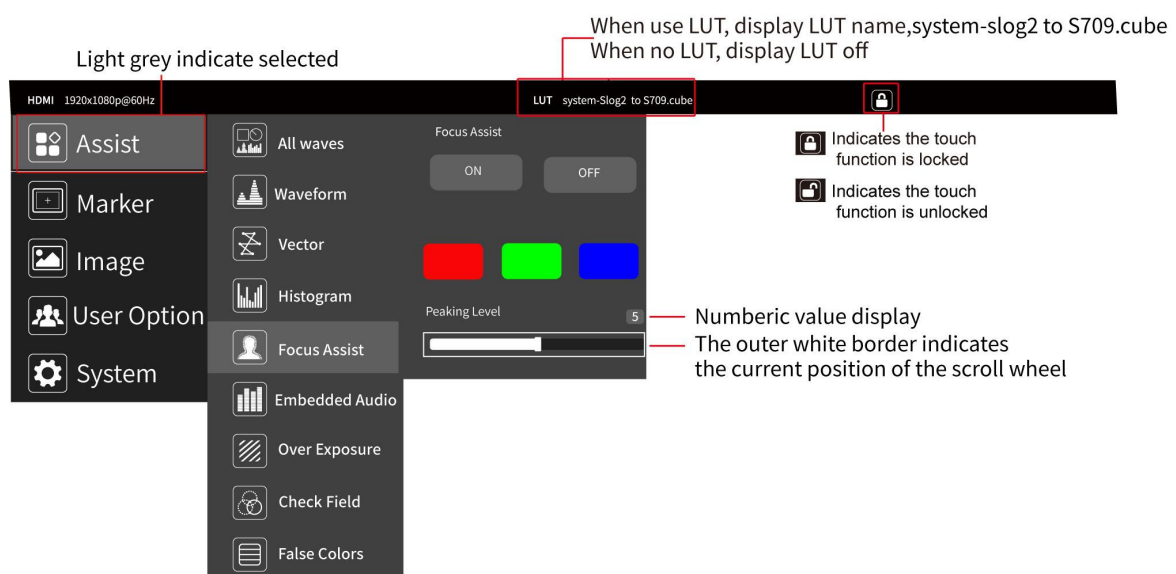 When use LUT, display LUT name,system-slog2 to S709.cube
When no LUT, display LUT off
Light grey indicate selected
HDMI 1920x1080p@60Hz
LUT system-Slog2 to S709.cube
Assist
Marker
Image
User Option
System
All waves
Waveform
Vector
Histogram
Focus Assist
Embedded Audio
Over Exposure
Check Field
False Colors
Focus Assist
ON
OFF
Peaking Level
5
Indicates the touch
function is locked
Indicates the touch
function is unlocked
Numberic value display
The outer white border indicates
the current position of the scroll wheel